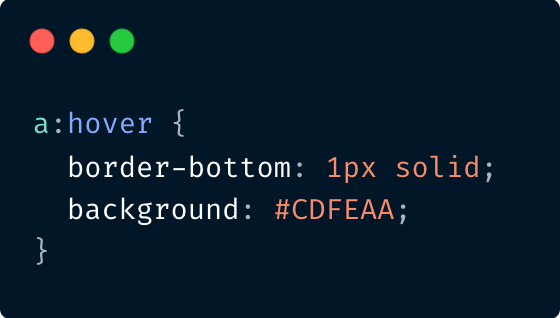 a:hover {
  border-bottom: 1px solid;
  background: #CDFEAA;
}